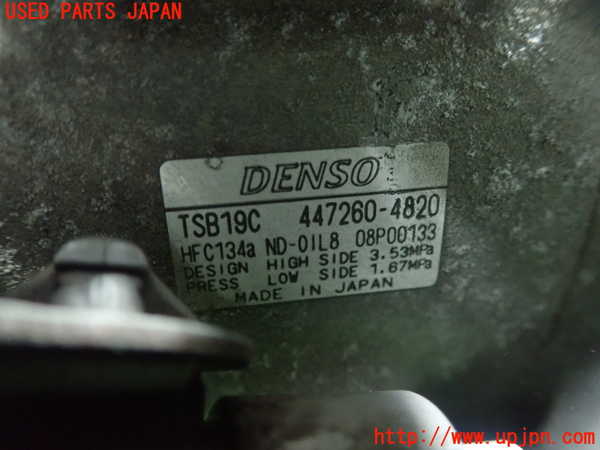 USED PARTS JAPAN
DENSO
TSB19C 447260-4820
HFC134a ND-OIL8 08P00133
DESIGN HIGH SIDE 3.53MPa
PRESS LOW SIDE 1.67MPa
MADE IN JAPAN
http://www.upjpn.com/